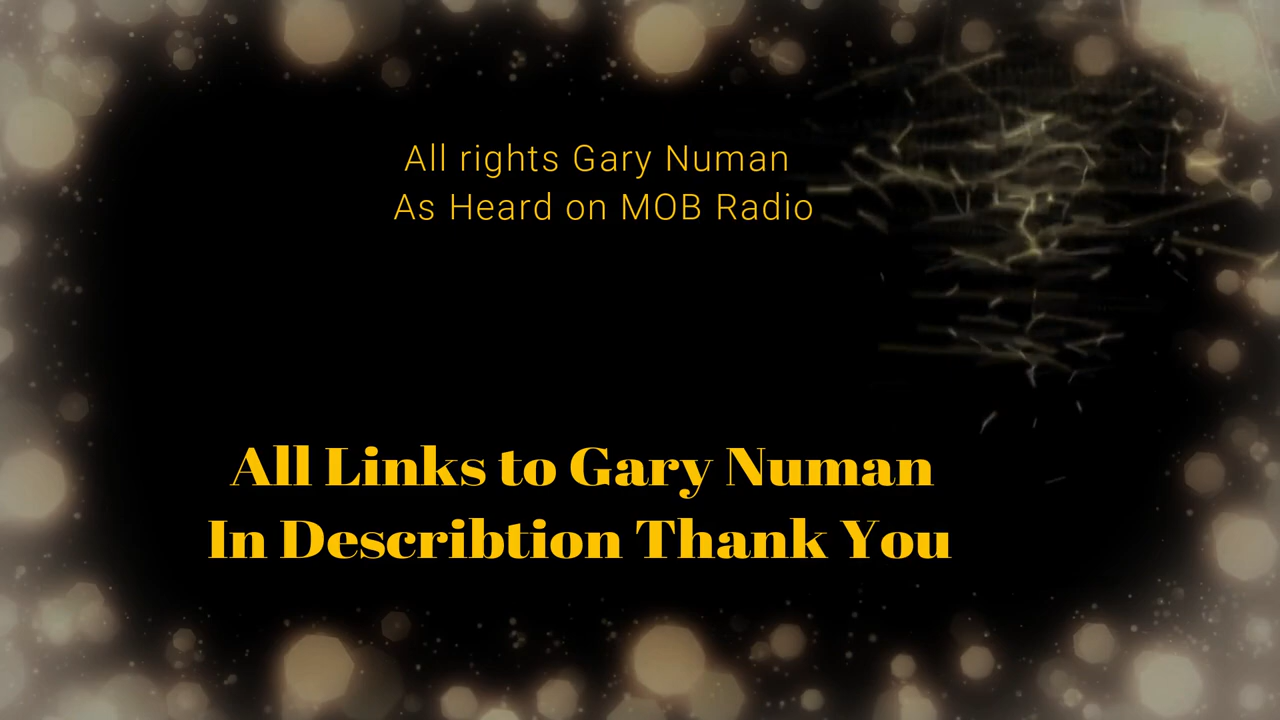 All rights Gary Numan
As Heard on MOB Radio
All Links to Gary Numan
In Describtion Thank You